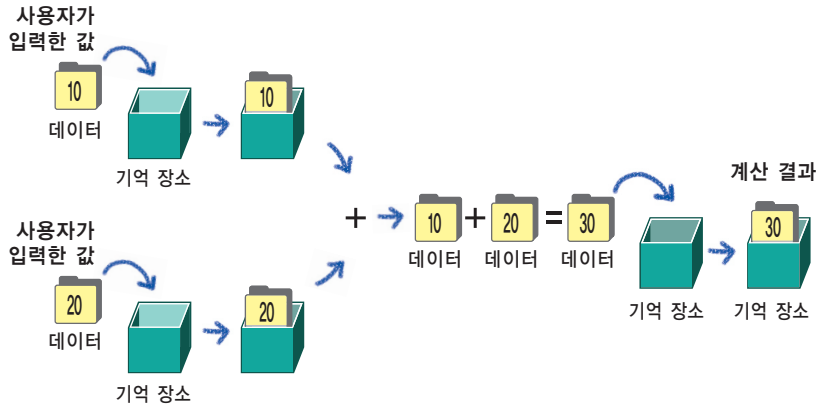 사용자가
입력한 값
10
데이터
기억 장소
10
사용자가
입력한 값
20
데이터
기억 장소
20
+
10 + 20 = 30
데이터 데이터 데이터
기억 장소
계산 결과
30
기억 장소